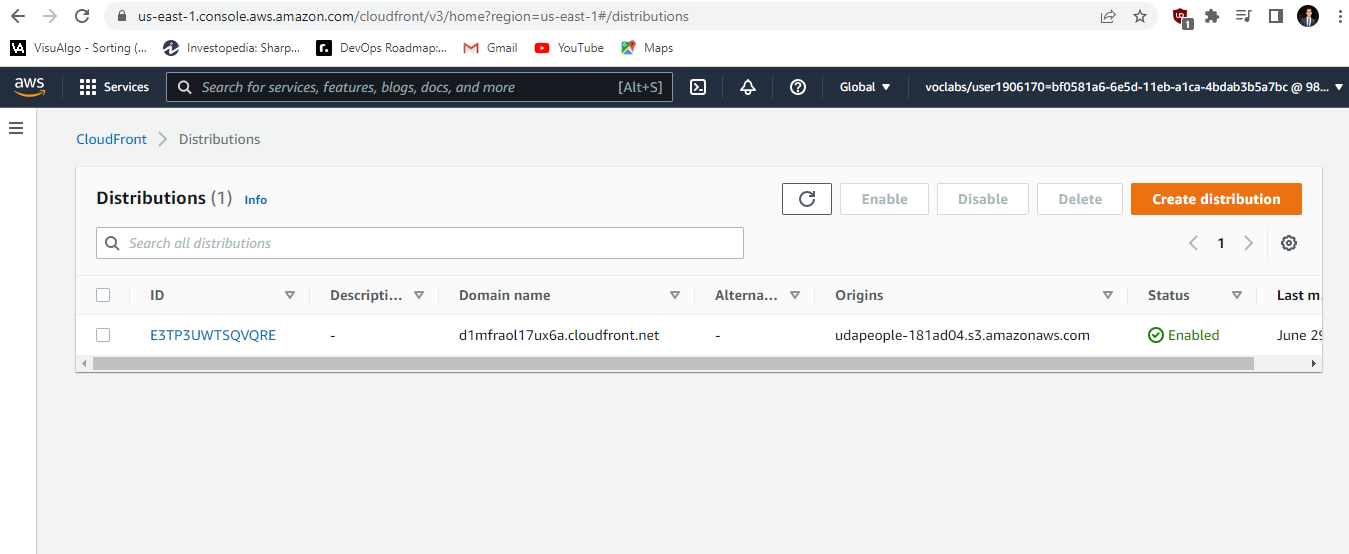 us-east-1.console.aws.amazon.com/cloudfront/v3/home?region=us-east-1#/distributions
1
VA VisuAlgo - Sorting (... Investopedia: Sharp... r. DevOps Roadmap:... Gmail YouTube Maps
aws Services Search for services, features, blogs, docs, and more [Alt+S] Global voclabs/user1906170=bf0581a6-6e5d-11eb-a1ca-4bdab3b5a7bc @ 98...
CloudFront Distributions
Distributions (1) Info Enable Disable Delete Create distribution
Search all distributions 1
ID Descripti... Domain name Alterna... Origins Status Last m
E3TP3UWTSQVQRE - d1mfraol17ux6a.cloudfront.net - udapeople-181ad04.s3.amazonaws.com Enabled June 29